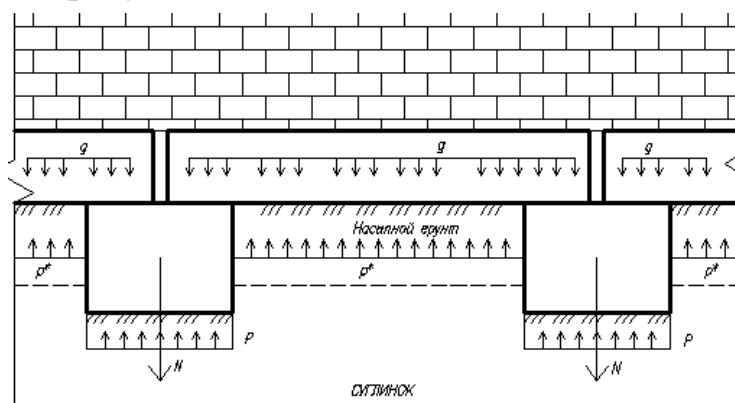 g g g
Насыпной грунт
p* p* p*
P P
N N
суглинок